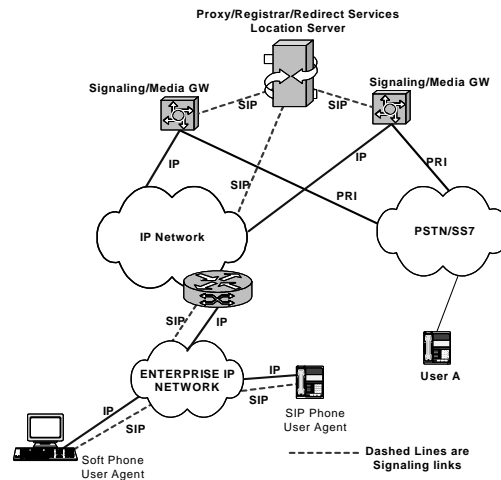 Proxy/Registrar/Redirect Services
Location Server
Signaling/Media GW
Signaling/Media GW
SIP
SIP
IP
IP
PRI
SIP
PRI
IP Network
PSTN/SS7
SIP
IP
User A
ENTERPRISE IP
NETWORK
IP
SIP
SIP Phone
User Agent
IP
SIP
Soft Phone
User Agent
Dashed Lines are
Signaling links